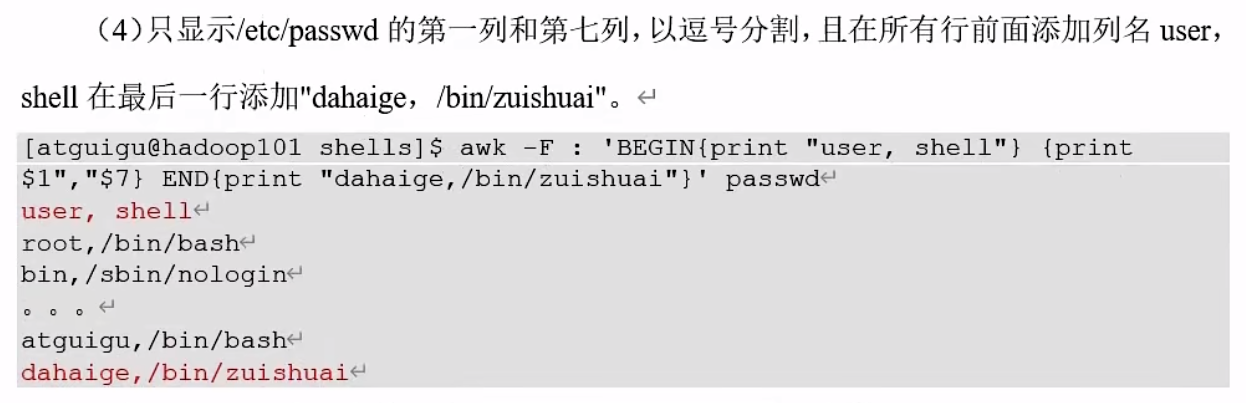 （4）只显示/etc/passwd 的第一列和第七列，以逗号分割，且在所有行前面添加列名 user，
shell 在最后一行添加"dahaige，/bin/zuishuai"。↵
[atguigu@hadoop101 shells]$ awk -F : 'BEGIN{print "user, shell"} {print
$1","$7} END{print "dahaige,/bin/zuishuai"}' passwd↵
user, shell↵
root,/bin/bash↵
bin,/sbin/nologin↵
。。。↵
atguigu,/bin/bash↵
dahaige,/bin/zuishuai↵